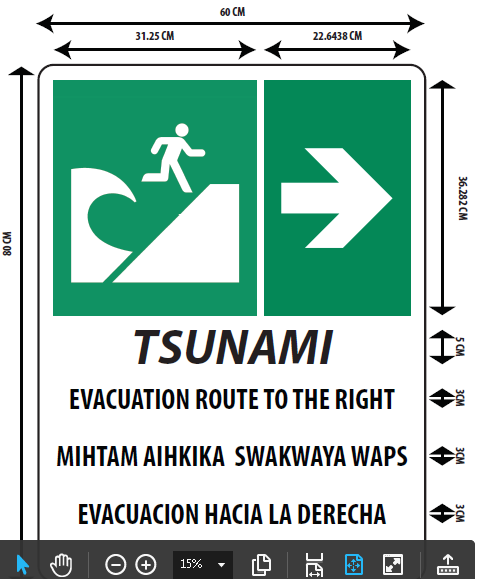 60 CM
31.25 CM
22.6438 CM
36.282 CM
80 CM
TSUNAMI
5 CM
EVACUATION ROUTE TO THE RIGHT
3CM
MIHTAM AIHKIKA  SWAKWAYA WAPS
3CM
EVACUACION HACIA LA DERECHA
3CM
15%